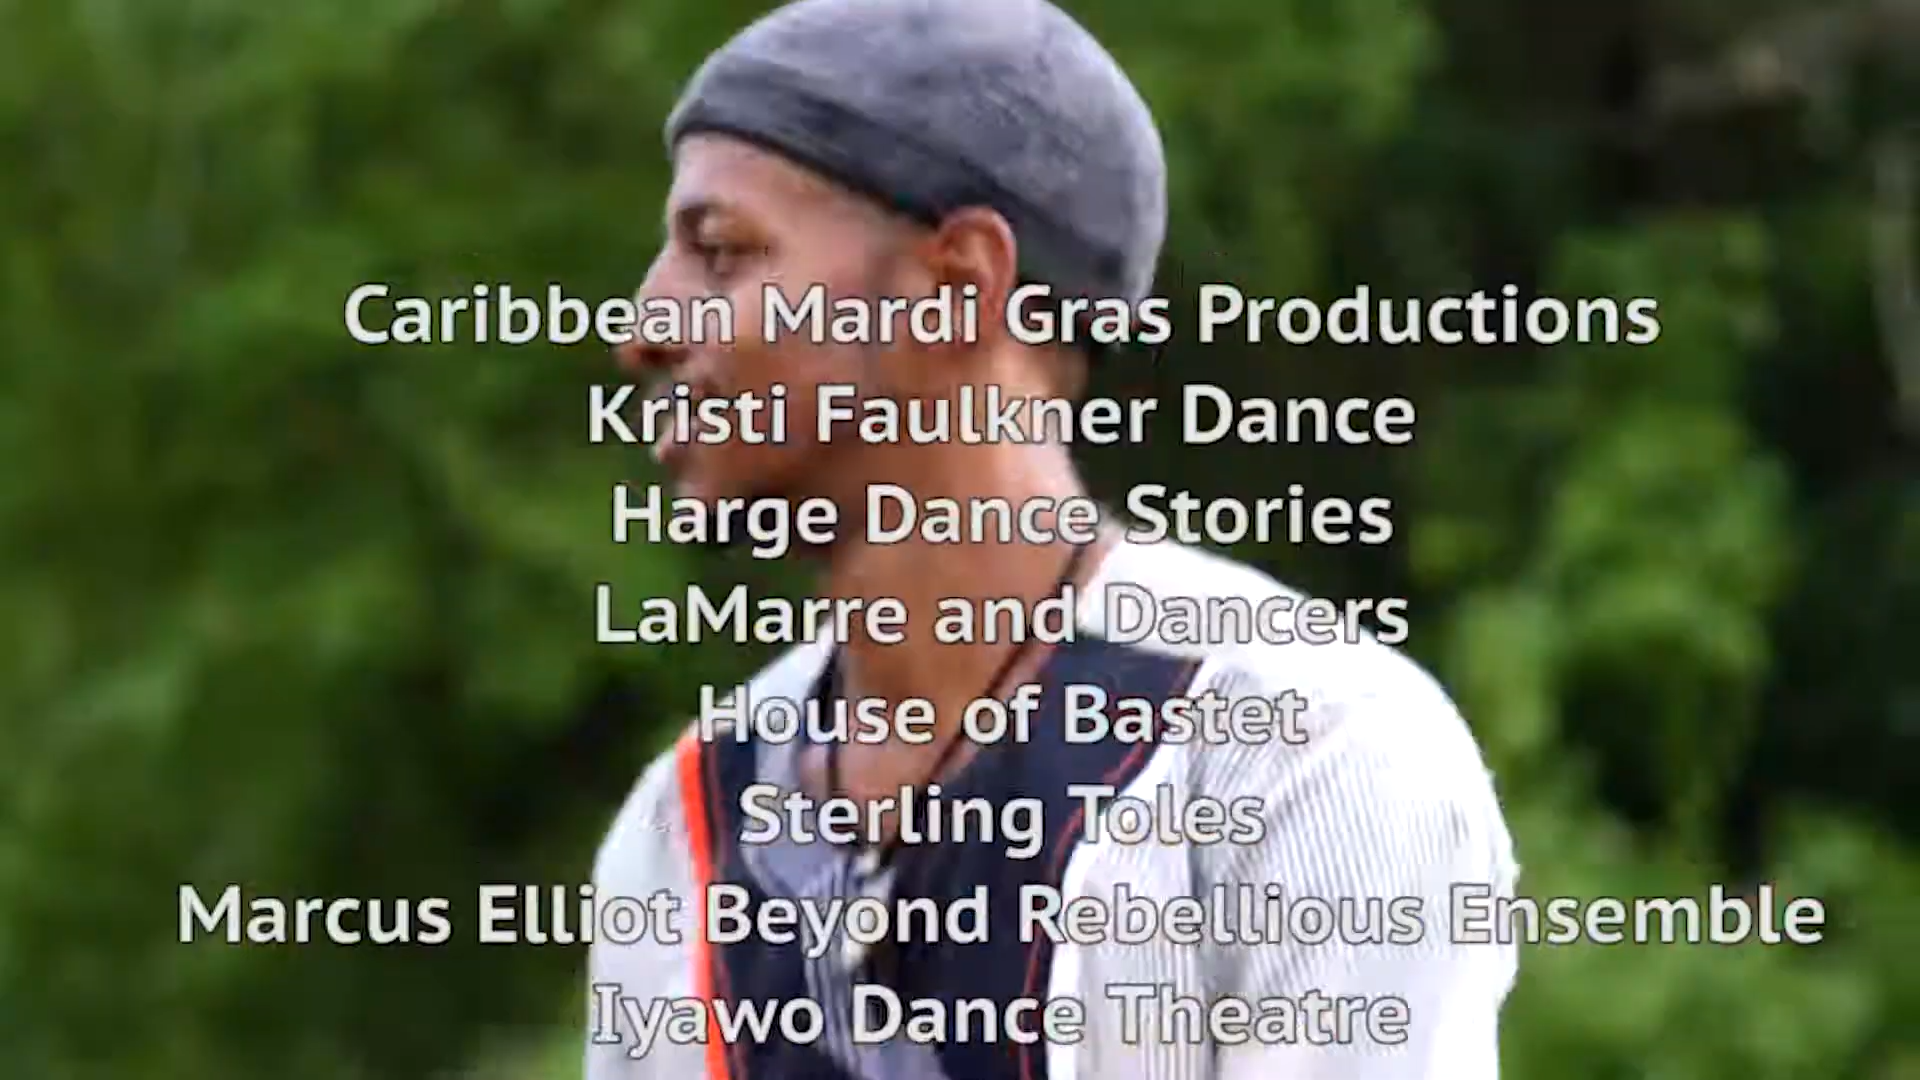 Caribbean Mardi Gras Productions
Kristi Faulkner Dance
Harge Dance Stories
LaMarre and Dancers
House of Bastet
Sterling Toles
Marcus Elliot Beyond Rebellious Ensemble
Iyawo Dance Theatre